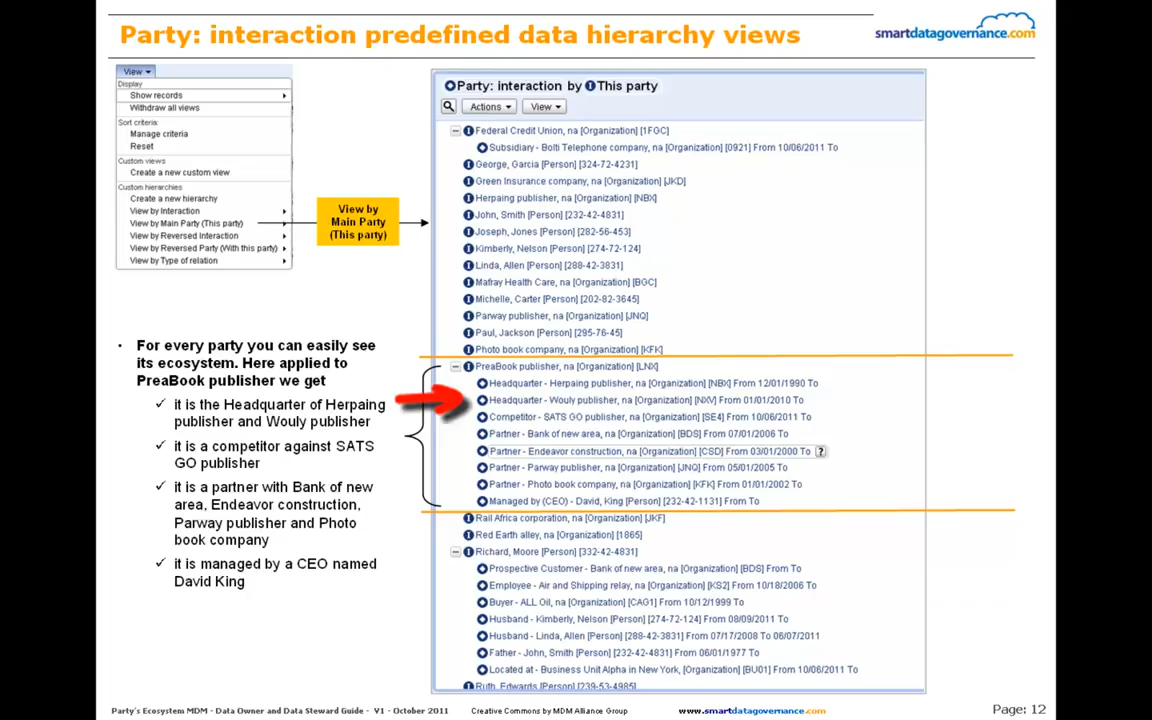 Party: interaction predefined data hierarchy views
smartdatagovernance.com
View
Display
Show records
Withdraw all views
Sort criteria:
Manage criteria
Reset
Custom views
Create a new custom view
Custom hierarchies
Create a new hierarchy
View by Interaction
View by Main Party (This party)
View by Reversed Interaction
View by Reversed Party (With this party)
View by Type of relation
View by
Main Party
(This party)
For every party you can easily see
its ecosystem. Here applied to
PreaBook publisher we get
it is the Headquarter of Herpaing
publisher and Wouly publisher
it is a competitor against SATS
GO publisher
it is a partner with Bank of new
area, Endeavor construction,
Parway publisher and Photo
book company
it is managed by a CEO named
David King
Party: interaction by This party
Actions View
Federal Credit Union, na [Organization] [1FGC]
Subsidiary - Bolti Telephone company, na [Organization] [0921] From 10/06/2011 To
George, Garcia [Person] [324-72-4231]
Green Insurance company, na [Organization] [JKD]
Herpaing publisher, na [Organization] [NBX]
John, Smith [Person] [232-42-4831]
Joseph, Jones [Person] [282-56-453]
Kimberly, Nelson [Person] [274-72-124]
Linda, Allen [Person] [288-42-3831]
Mafray Health Care, na [Organization] [BGC]
Michelle, Carter [Person] [202-82-3645]
Parway publisher, na [Organization] [JNQ]
Paul, Jackson [Person] [295-76-45]
Photo book company, na [Organization] [KFK]
PreaBook publisher, na [Organization] [LNX]
Headquarter - Herpaing publisher, na [Organization] [NBX] From 12/01/1990 To
Headquarter - Wouly publisher, na [Organization] [NXV] From 01/01/2010 To
Competitor - SATS GO publisher, na [Organization] [SE4] From 10/06/2011 To
Partner - Bank of new area, na [Organization] [BDS] From 07/01/2006 To
Partner - Endeavor construction, na [Organization] [CSD] From 03/01/2000 To ?
Partner - Parway publisher, na [Organization] [JNQ] From 05/01/2005 To
Partner - Photo book company, na [Organization] [KFK] From 01/01/2002 To
Managed by (CEO) - David, King [Person] [232-42-1131] From To
Rail Africa corporation, na [Organization] [JKF]
Red Earth alley, na [Organization] [1865]
Richard, Moore [Person] [332-42-4831]
Prospective Customer - Bank of new area, na [Organization] [BDS] From To
Employee - Air and Shipping relay, na [Organization] [KS2] From 10/18/2006 To
Buyer - ALL Oil, na [Organization] [CAG1] From 10/12/1999 To
Husband - Kimberly, Nelson [Person] [274-72-124] From 08/09/2011 To
Husband - Linda, Allen [Person] [288-42-3831] From 07/17/2008 To 06/07/2011
Father - John, Smith [Person] [232-42-4831] From 06/01/1977 To
Located at - Business Unit Alpha in New York, [Organization] [BU01] From 10/06/2011 To
Ruth, Edwards [Person] [239-53-4985]
Party's Ecosystem MDM - Data Owner and Data Steward Guide - V1 - October 2011
Creative Commons by MDM Alliance Group
www.smartdatagovernance.com
Page: 12